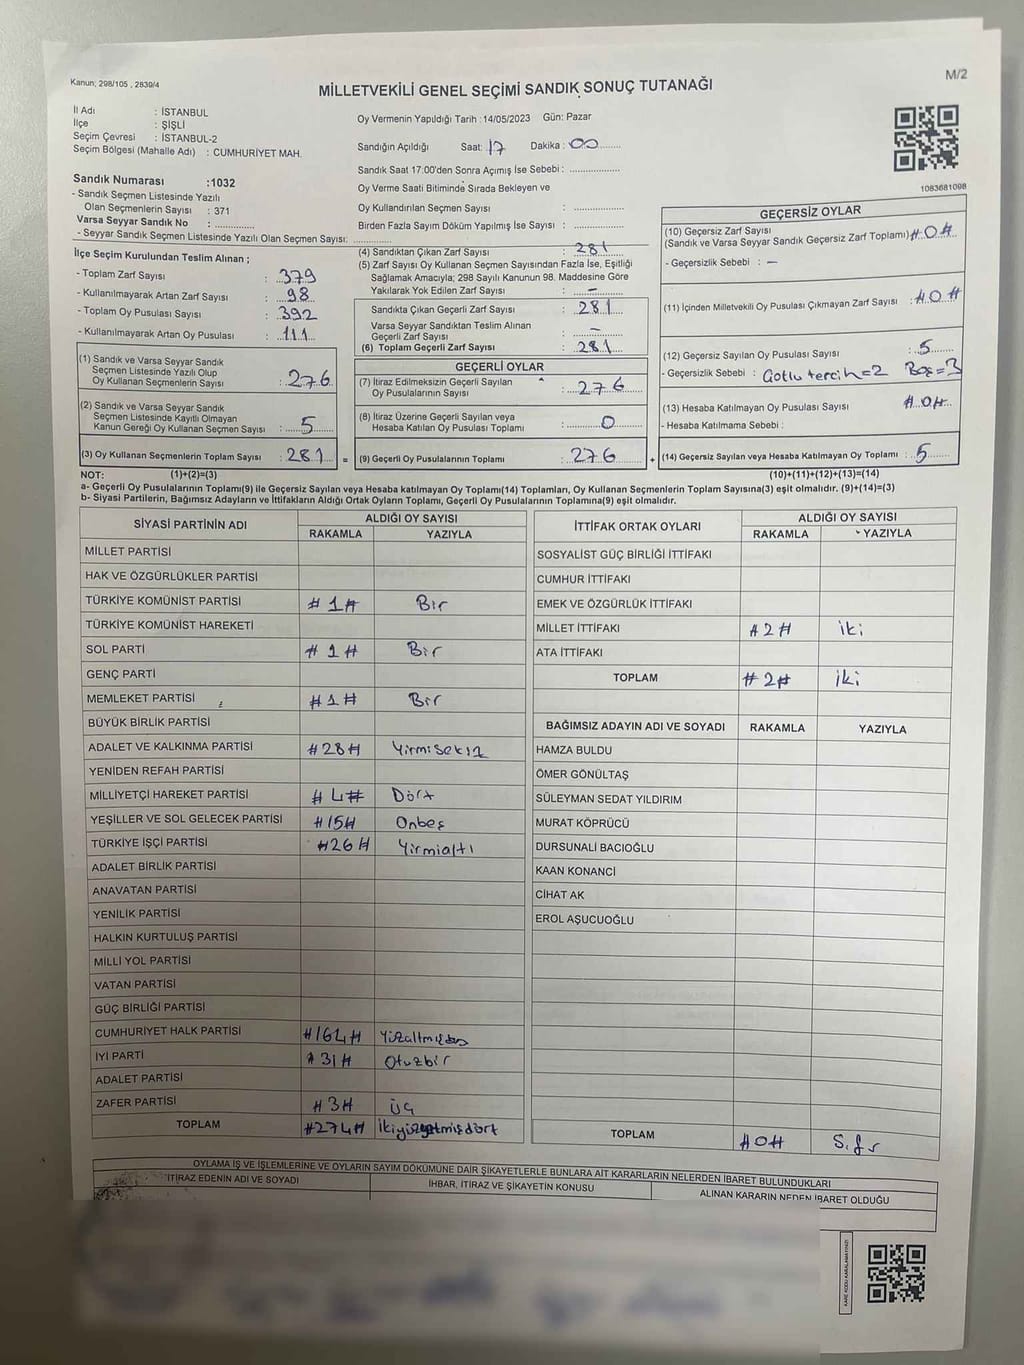 Kanun; 298/105 , 2839/4
M/2
MİLLETVEKİLİ GENEL SEÇİMİ SANDIK SONUÇ TUTANAĞI
İl Adı : İSTANBUL
İlçe : ŞİŞLİ
Seçim Çevresi : İSTANBUL-2
Seçim Bölgesi (Mahalle Adı) : CUMHURİYET MAH.
Sandık Numarası :1032
- Sandık Seçmen Listesinde Yazılı
Olan Seçmenlerin Sayısı : 371
Varsa Seyyar Sandık No : ..............
- Seyyar Sandık Seçmen Listesinde Yazılı Olan Seçmen Sayısı: ..............
Oy Vermenin Yapıldığı Tarih :14/05/2023 Gün: Pazar
Sandığın Açıldığı Saat: 17 Dakika : 00
Sandık Saat 17:00'den Sonra Açımış İse Sebebi : ..............
Oy Verme Saati Bitiminde Sırada Bekleyen ve
Oy Kullandırılan Seçmen Sayısı : ..............
Birden Fazla Sayım Döküm Yapılmış İse Sayısı : ..............
1083681098
İlçe Seçim Kurulundan Teslim Alınan ;
- Toplam Zarf Sayısı : 379
- Kullanılmayarak Artan Zarf Sayısı : 98
- Toplam Oy Pusulası Sayısı : 392
- Kullanılmayarak Artan Oy Pusulası : 111
(1) Sandık ve Varsa Seyyar Sandık
Seçmen Listesinde Yazılı Olup
Oy Kullanan Seçmenlerin Sayısı : 276
(2) Sandık ve Varsa Seyyar Sandık
Seçmen Listesinde Kayıtlı Olmayan
Kanun Gereği Oy Kullanan Seçmen Sayısı : 5
(3) Oy Kullanan Seçmenlerin Toplam Sayısı : 281 =
(4) Sandıktan Çıkan Zarf Sayısı : 281
(5) Zarf Sayısı Oy Kullanan Seçmen Sayısından Fazla İse, Eşitliği
Sağlamak Amacıyla; 298 Sayılı Kanunun 98. Maddesine Göre
Yakılarak Yok Edilen Zarf Sayısı : –
Sandıkta Çıkan Geçerli Zarf Sayısı : 281
Varsa Seyyar Sandıktan Teslim Alınan
Geçerli Zarf Sayısı : –
(6) Toplam Geçerli Zarf Sayısı : 281
GEÇERLİ OYLAR
(7) İtiraz Edilmeksizin Geçerli Sayılan
Oy Pusulalarının Sayısı : 276
(8) İtiraz Üzerine Geçerli Sayılan veya
Hesaba Katılan Oy Pusulası Toplamı : 0
(9) Geçerli Oy Pusulalarının Toplamı : 276 +
GEÇERSİZ OYLAR
(10) Geçersiz Zarf Sayısı
(Sandık ve Varsa Seyyar Sandık Geçersiz Zarf Toplamı) : #0#
- Geçersizlik Sebebi : –
(11) İçinden Milletvekili Oy Pusulası Çıkmayan Zarf Sayısı : #0#
(12) Geçersiz Sayılan Oy Pusulası Sayısı : 5
- Geçersizlik Sebebi : Çoklu tercih=2 Boş=3
(13) Hesaba Katılmayan Oy Pusulası Sayısı : #0#
- Hesaba Katılmama Sebebi :
(14) Geçersiz Sayılan veya Hesaba Katılmayan Oy Toplamı : 5
NOT: (1)+(2)=(3) (10)+(11)+(12)+(13)=(14)
a- Geçerli Oy Pusulasının Toplamı(9) ile Geçersiz Sayılan veya Hesaba katılmayan Oy Toplamı(14) Toplamları, Oy Kullanan Seçmenlerin Toplam Sayısına(3) eşit olmalıdır. (9)+(14)=(3)
b- Siyasi Partilerin, Bağımsız Adayların ve İttifakların Aldığı Ortak Oyların Toplamı, Geçerli Oy Pusulalarının Toplamına(9) eşit olmalıdır.
SİYASİ PARTİNİN ADI ALDIĞI OY SAYISI
RAKAMLA YAZIYLA
MİLLET PARTİSİ
HAK VE ÖZGÜRLÜKLER PARTİSİ
TÜRKİYE KOMÜNİST PARTİSİ #1# Bir
TÜRKİYE KOMÜNİST HAREKETİ
SOL PARTİ #1# Bir
GENÇ PARTİ
MEMLEKET PARTİSİ #1# Bir
BÜYÜK BİRLİK PARTİSİ
ADALET VE KALKINMA PARTİSİ #28# Yirmisekiz
YENİDEN REFAH PARTİSİ
MİLLİYETÇİ HAREKET PARTİSİ #4# Dört
YEŞİLLER VE SOL GELECEK PARTİSİ #15# Onbeş
TÜRKİYE İŞÇİ PARTİSİ #26# Yirmialtı
ADALET BİRLİK PARTİSİ
ANAVATAN PARTİSİ
YENİLİK PARTİSİ
HALKIN KURTULUŞ PARTİSİ
MİLLİ YOL PARTİSİ
VATAN PARTİSİ
GÜÇ BİRLİĞİ PARTİSİ
CUMHURİYET HALK PARTİSİ #164#
İYİ PARTİ #31# Otuzbir
ADALET PARTİSİ
ZAFER PARTİSİ #3# üç
TOPLAM #274# ikiyüzyetmişdört
İTTİFAK ORTAK OYLARI ALDIĞI OY SAYISI
RAKAMLA YAZIYLA
SOSYALİST GÜÇ BİRLİĞİ İTTİFAKI
CUMHUR İTTİFAKI
EMEK VE ÖZGÜRLÜK İTTİFAKI
MİLLET İTTİFAKI #2# iki
ATA İTTİFAKI
TOPLAM #2# iki
BAĞIMSIZ ADAYIN ADI VE SOYADI RAKAMLA YAZIYLA
HAMZA BULDU
ÖMER GÖNÜLTAŞ
SÜLEYMAN SEDAT YILDIRIM
MURAT KÖPRÜCÜ
DURSUNALİ BACIOĞLU
KAAN KONANCİ
CİHAT AK
EROL AŞUCUOĞLU
TOPLAM #0# Sıfır
OYLAMA İŞ VE İŞLEMLERİNE VE OYLARIN SAYIM DÖKÜMÜNE DAİR ŞİKAYETLERLE BUNLARA AİT KARARLARIN NELERDEN İBARET BULUNDUKLARI
İTİRAZ EDENİN ADI VE SOYADI İHBAR, İTİRAZ VE ŞİKAYETİN KONUSU ALINAN KARARIN NEDEN İBARET OLDUĞU
KARE KODU KARALAMAYINIZ!